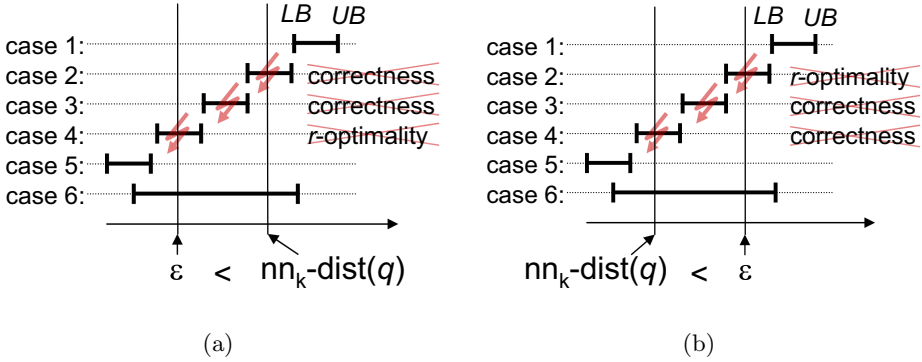 LB UB
case 1:
case 2: correctness
case 3: correctness
case 4: r-optimality
case 5:
case 6:
ε < nnk-dist(q)
(a)
LB UB
case 1:
case 2: r-optimality
case 3: correctness
case 4: correctness
case 5:
case 6:
nnk-dist(q) < ε
(b)